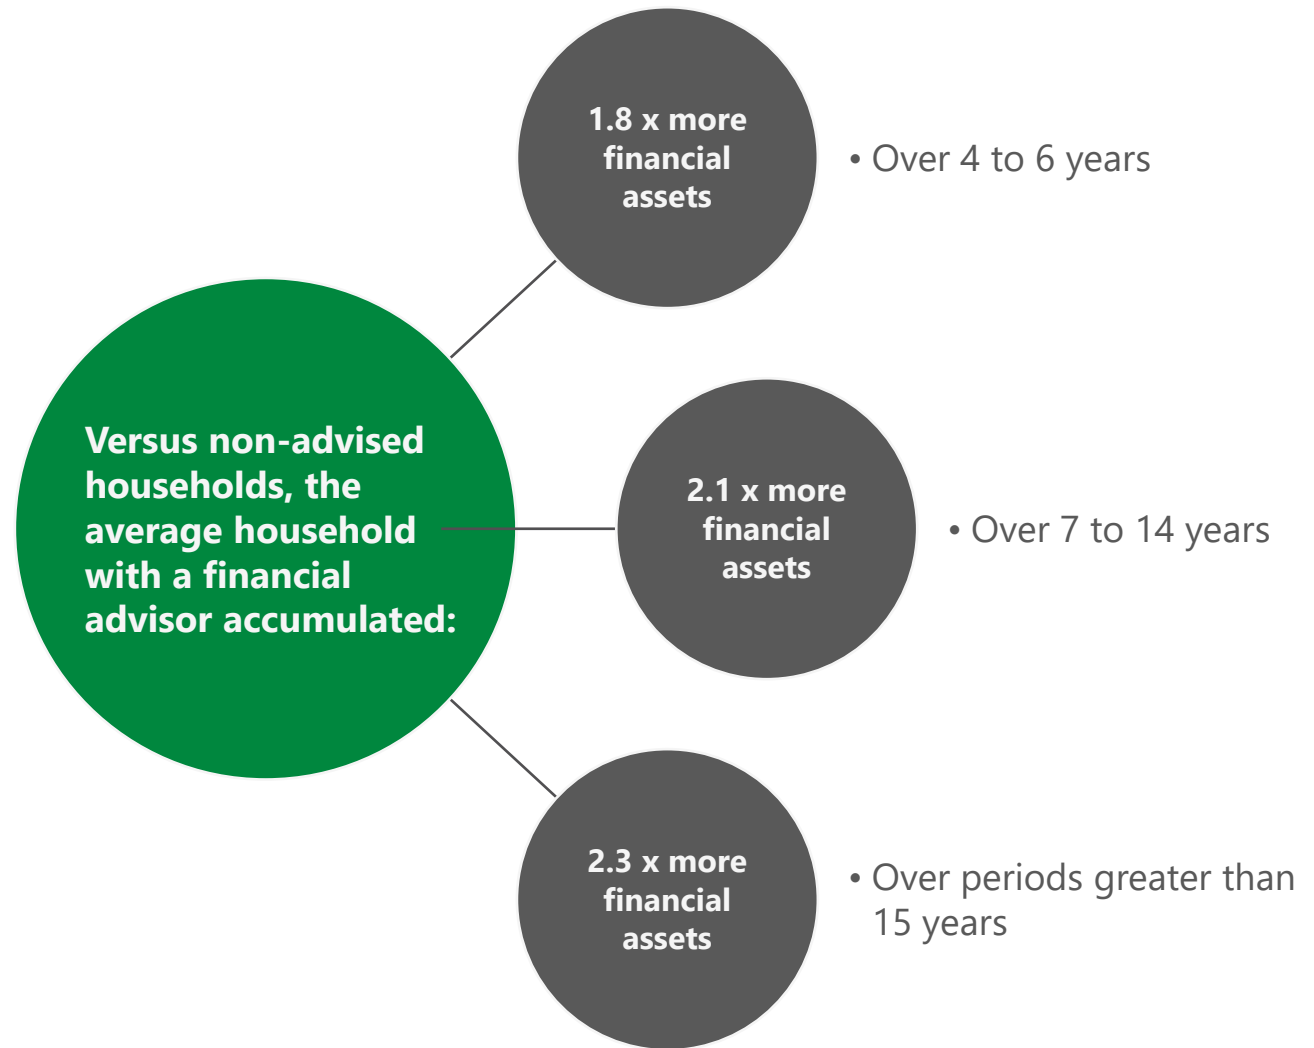 Versus non-advised
households, the
average household
with a financial
advisor accumulated:
1.8 x more
financial
assets
• Over 4 to 6 years
2.1 x more
financial
assets
• Over 7 to 14 years
2.3 x more
financial
assets
• Over periods greater than
15 years